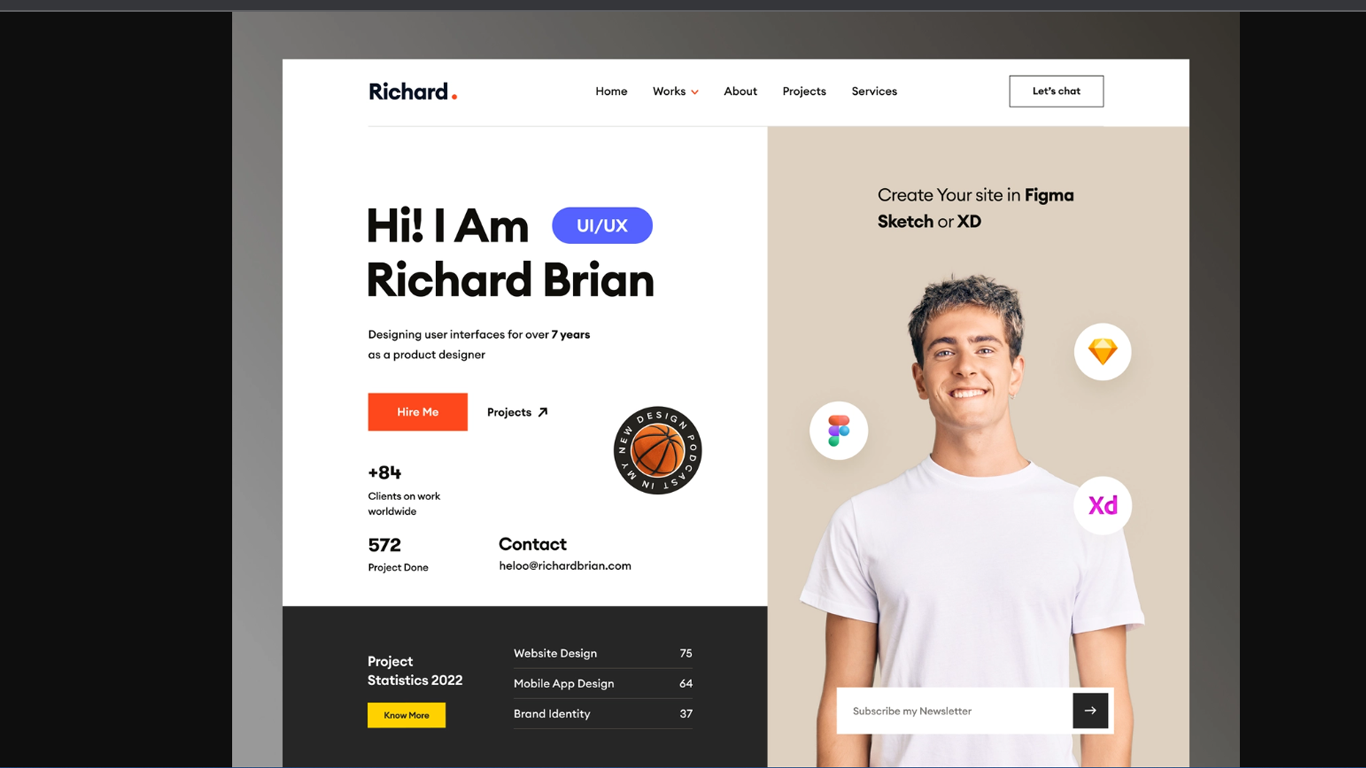 Richard.
Home Works About Projects Services
Let's chat
Hi! I Am UI/UX
Richard Brian
Designing user interfaces for over 7 years
as a product designer
Hire Me Projects
MY NEW DESIGN PODCAST IN
+84
Clients on work
worldwide
572
Project Done
Contact
heloo@richardbrian.com
Project
Statistics 2022
Know More
Website Design 75
Mobile App Design 64
Brand Identity 37
Create Your site in Figma
Sketch or XD
Xd
Subscribe my Newsletter